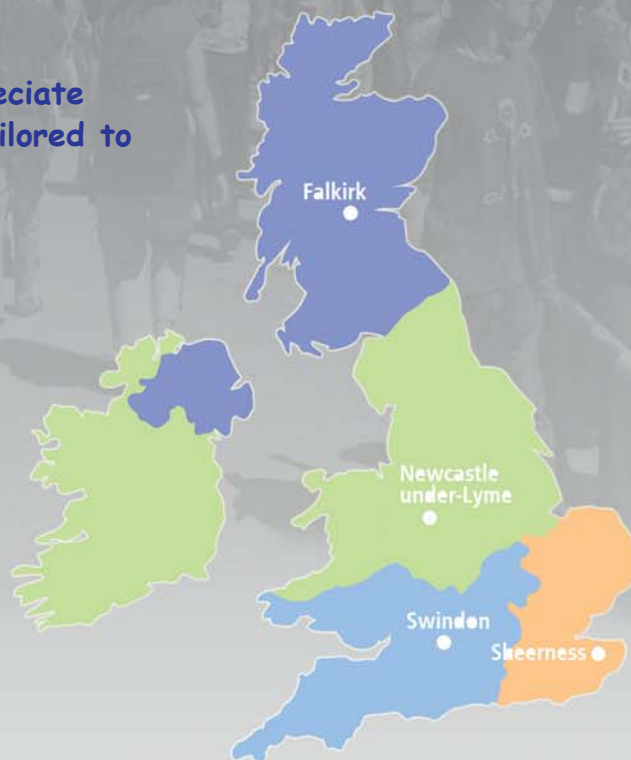 eciate
ilored to
Falkirk
Newcastle
under-Lyme
Swindon
Sheerness